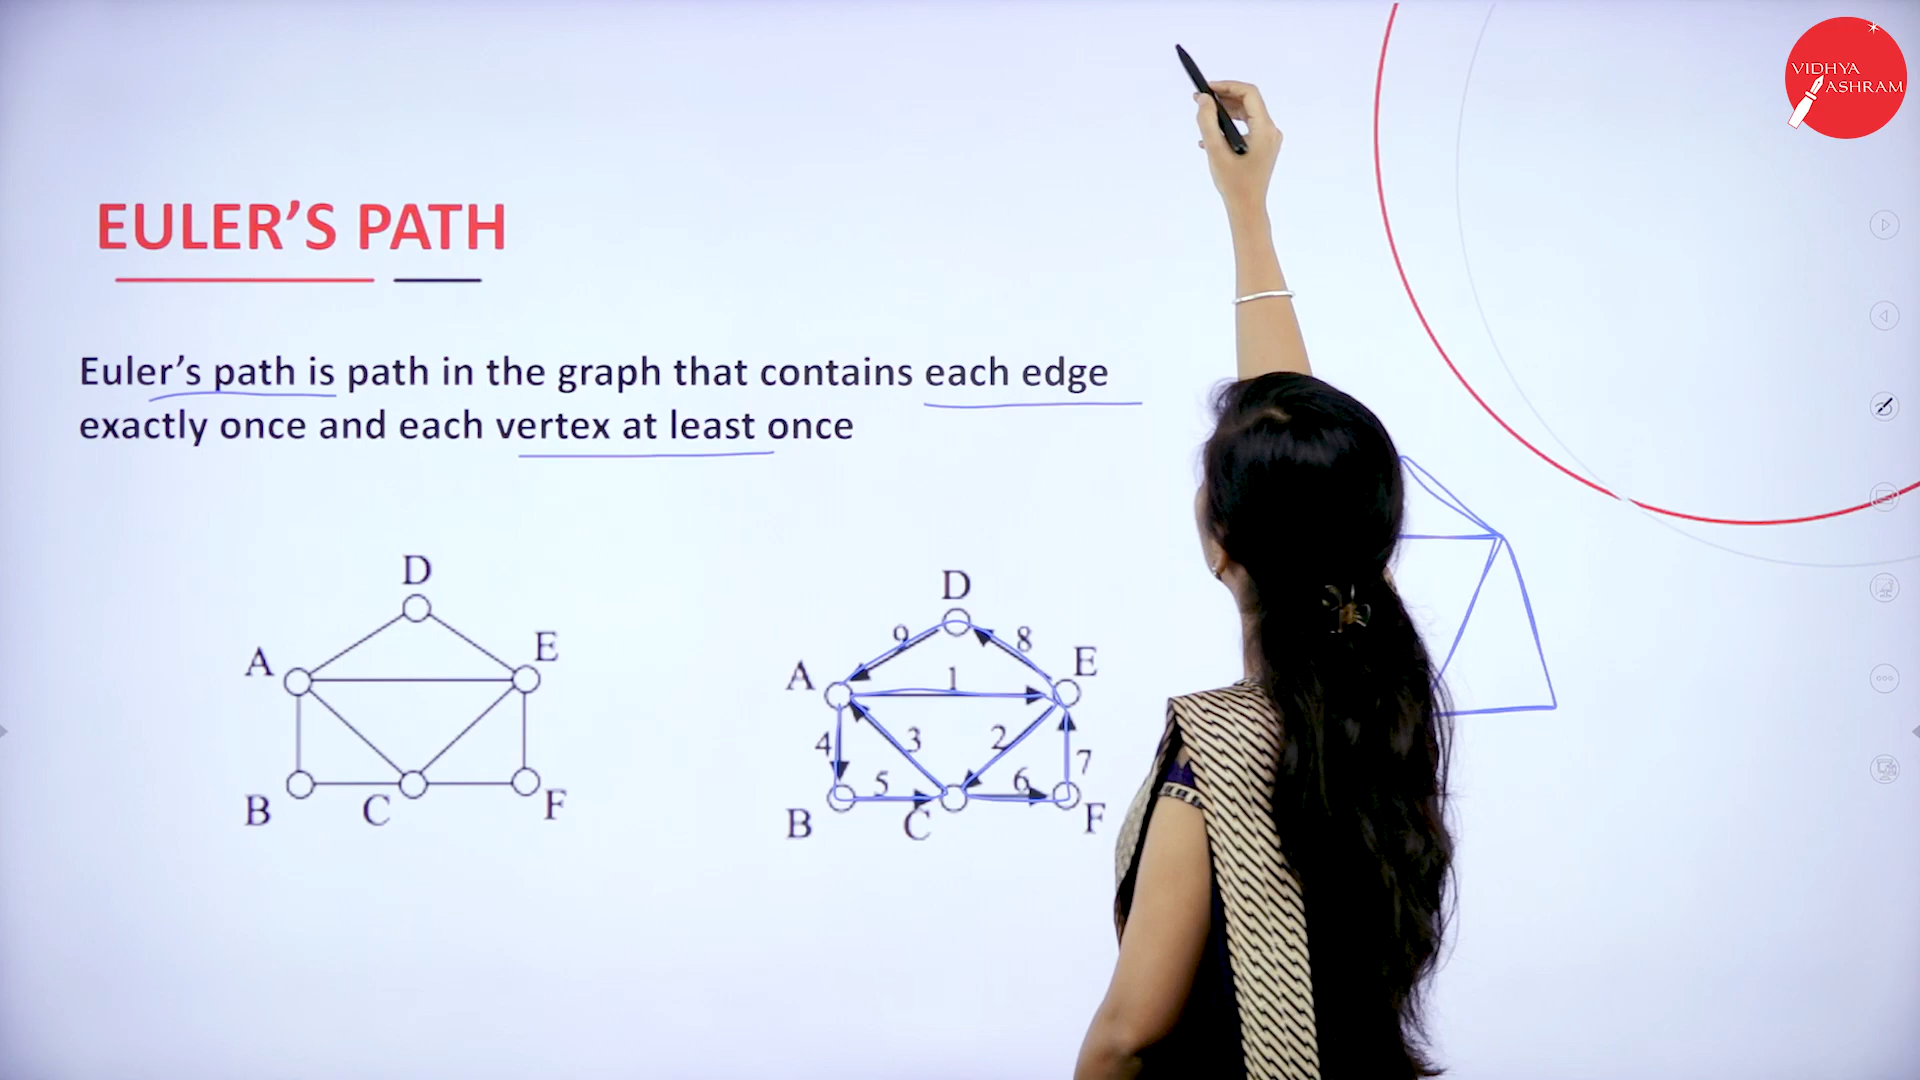 VIDHYA
ASHRAM
EULER’S PATH
Euler’s path is path in the graph that contains each edge
exactly once and each vertex at least once
D
A
E
B
C
F
D
9
8
A
1
E
4
3
2
7
5
6
B
C
F